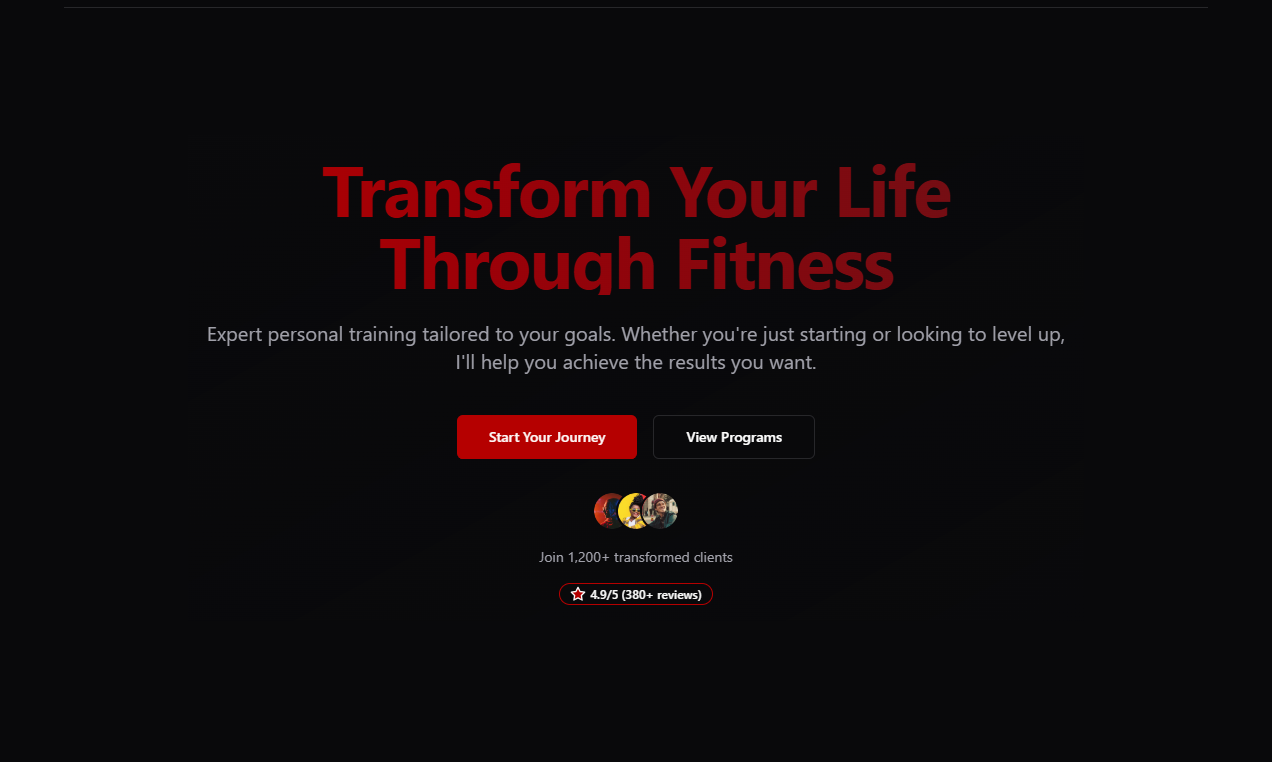 Transform Your Life
Through Fitness
Expert personal training tailored to your goals. Whether you're just starting or looking to level up,
I'll help you achieve the results you want.
Start Your Journey
View Programs
Join 1,200+ transformed clients
4.9/5 (380+ reviews)